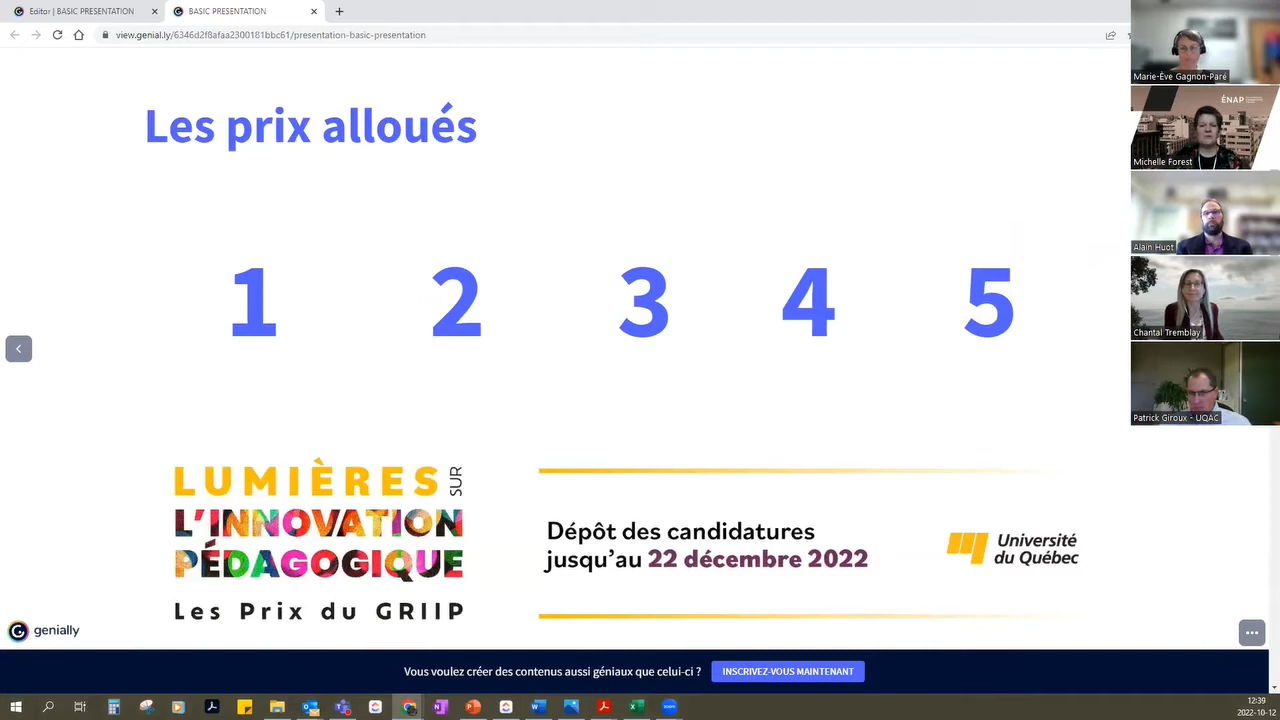 Editor | BASIC PRESENTATION
BASIC PRESENTATION
view.genial.ly/6346d2f8afaa2300181bbc61/presentation-basic-presentation
Les prix alloués
1 2 3 4 5
LUMIÈRES SUR
L'INNOVATION
PÉDAGOGIQUE
Les Prix du GRIIP
Dépôt des candidatures
jusqu'au 22 décembre 2022
Université
du Québec
genially
Vous voulez créer des contenus aussi géniaux que celui-ci ?
INSCRIVEZ-VOUS MAINTENANT
Marie-Ève Gagnon-Paré
ÉNAP
Michelle Forest
Alain Huot
Chantal Tremblay
Patrick Giroux - UQAC
12:39
2022-10-12